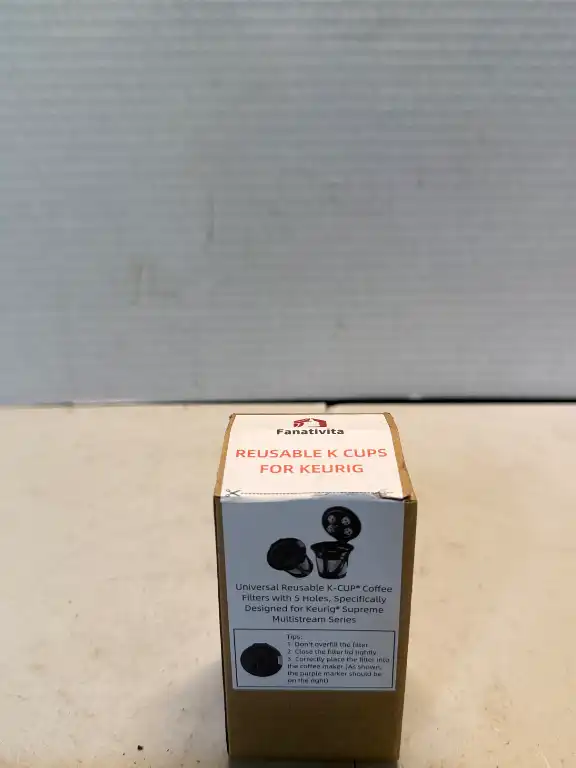 Fanativita
REUSABLE K CUPS
FOR KEURIG
Universal Reusable K-CUP® Coffee
Filters with 5 Holes, Specifically
Designed for Keurig® Supreme
Multistream Series
Tips:
1. Don't overfill the filter
2. Close the filter lid tightly
3. Correctly place the filter into
the coffee maker (As shown,
the purple marker should be
on the right)